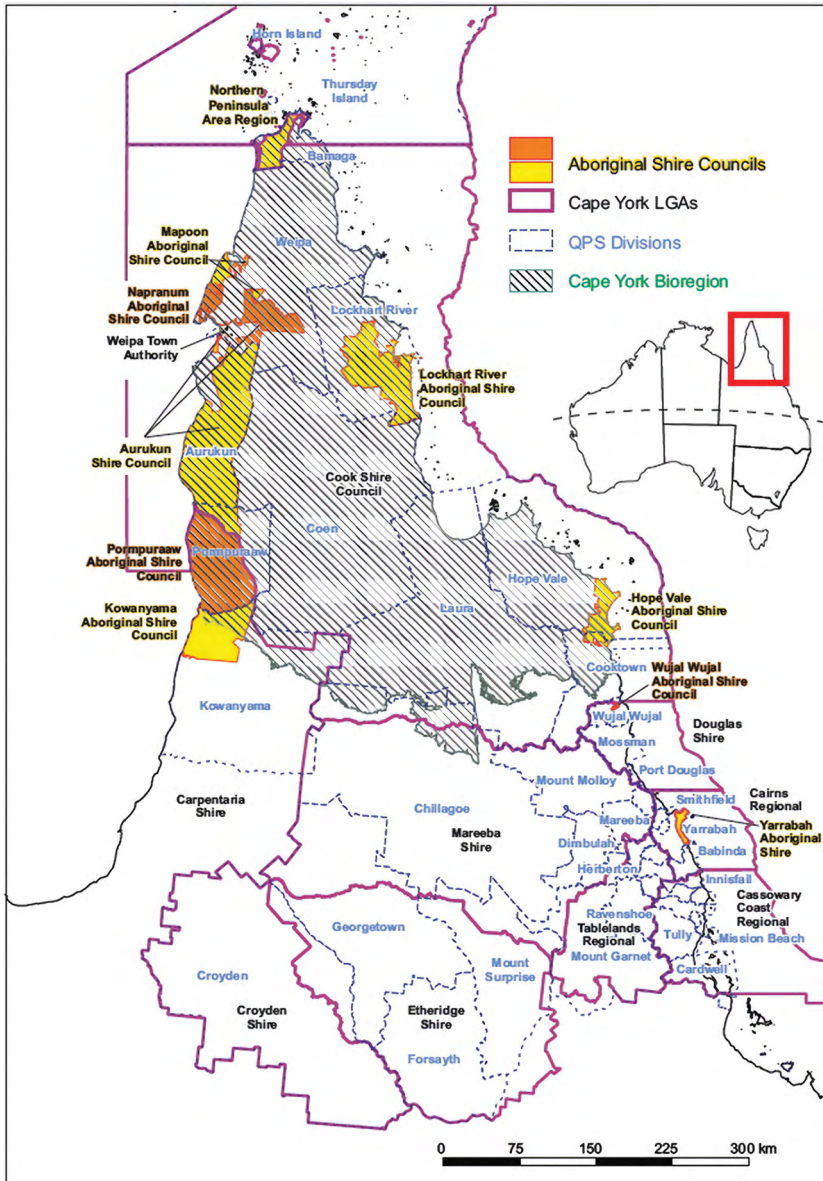 Horn Island
Thursday
Island
Northern
Peninsula
Area Region
Bamaga
Aboriginal Shire Councils
Cape York LGAs
QPS Divisions
Cape York Bioregion
Mapoon
Aboriginal
Shire Council
Weipa
Napranum
Aboriginal
Shire Council
Lockhart River
Weipa Town
Authority
Lockhart River
Aboriginal Shire
Council
Aurukun
Shire Council
Aurukun
Cook Shire
Council
Coen
Pormpuraaw
Aboriginal Shire
Council
Pormpuraaw
Hope Vale
Hope Vale
Aboriginal Shire
Council
Laura
Kowanyama
Aboriginal Shire
Council
Cooktown
Wujal Wujal
Aboriginal Shire
Council
Kowanyama
Wujal Wujal
Douglas
Shire
Mossman
Port Douglas
Mount Molloy
Smithfield
Cairns
Regional
Carpentaria
Shire
Chillagoe
Mareeba
Mareeba
Shire
Yarrabah
Yarrabah
Aboriginal
Shire
Dimbulah
Babinda
Herberton
Innisfail
Cassowary
Coast
Regional
Georgetown
Ravenshoe
Tablelands
Regional
Tully
Mission Beach
Mount
Surprise
Mount Garnet
Cardwell
Croyden
Croyden
Shire
Etheridge
Shire
Forsayth
0 75 150 225 300 km